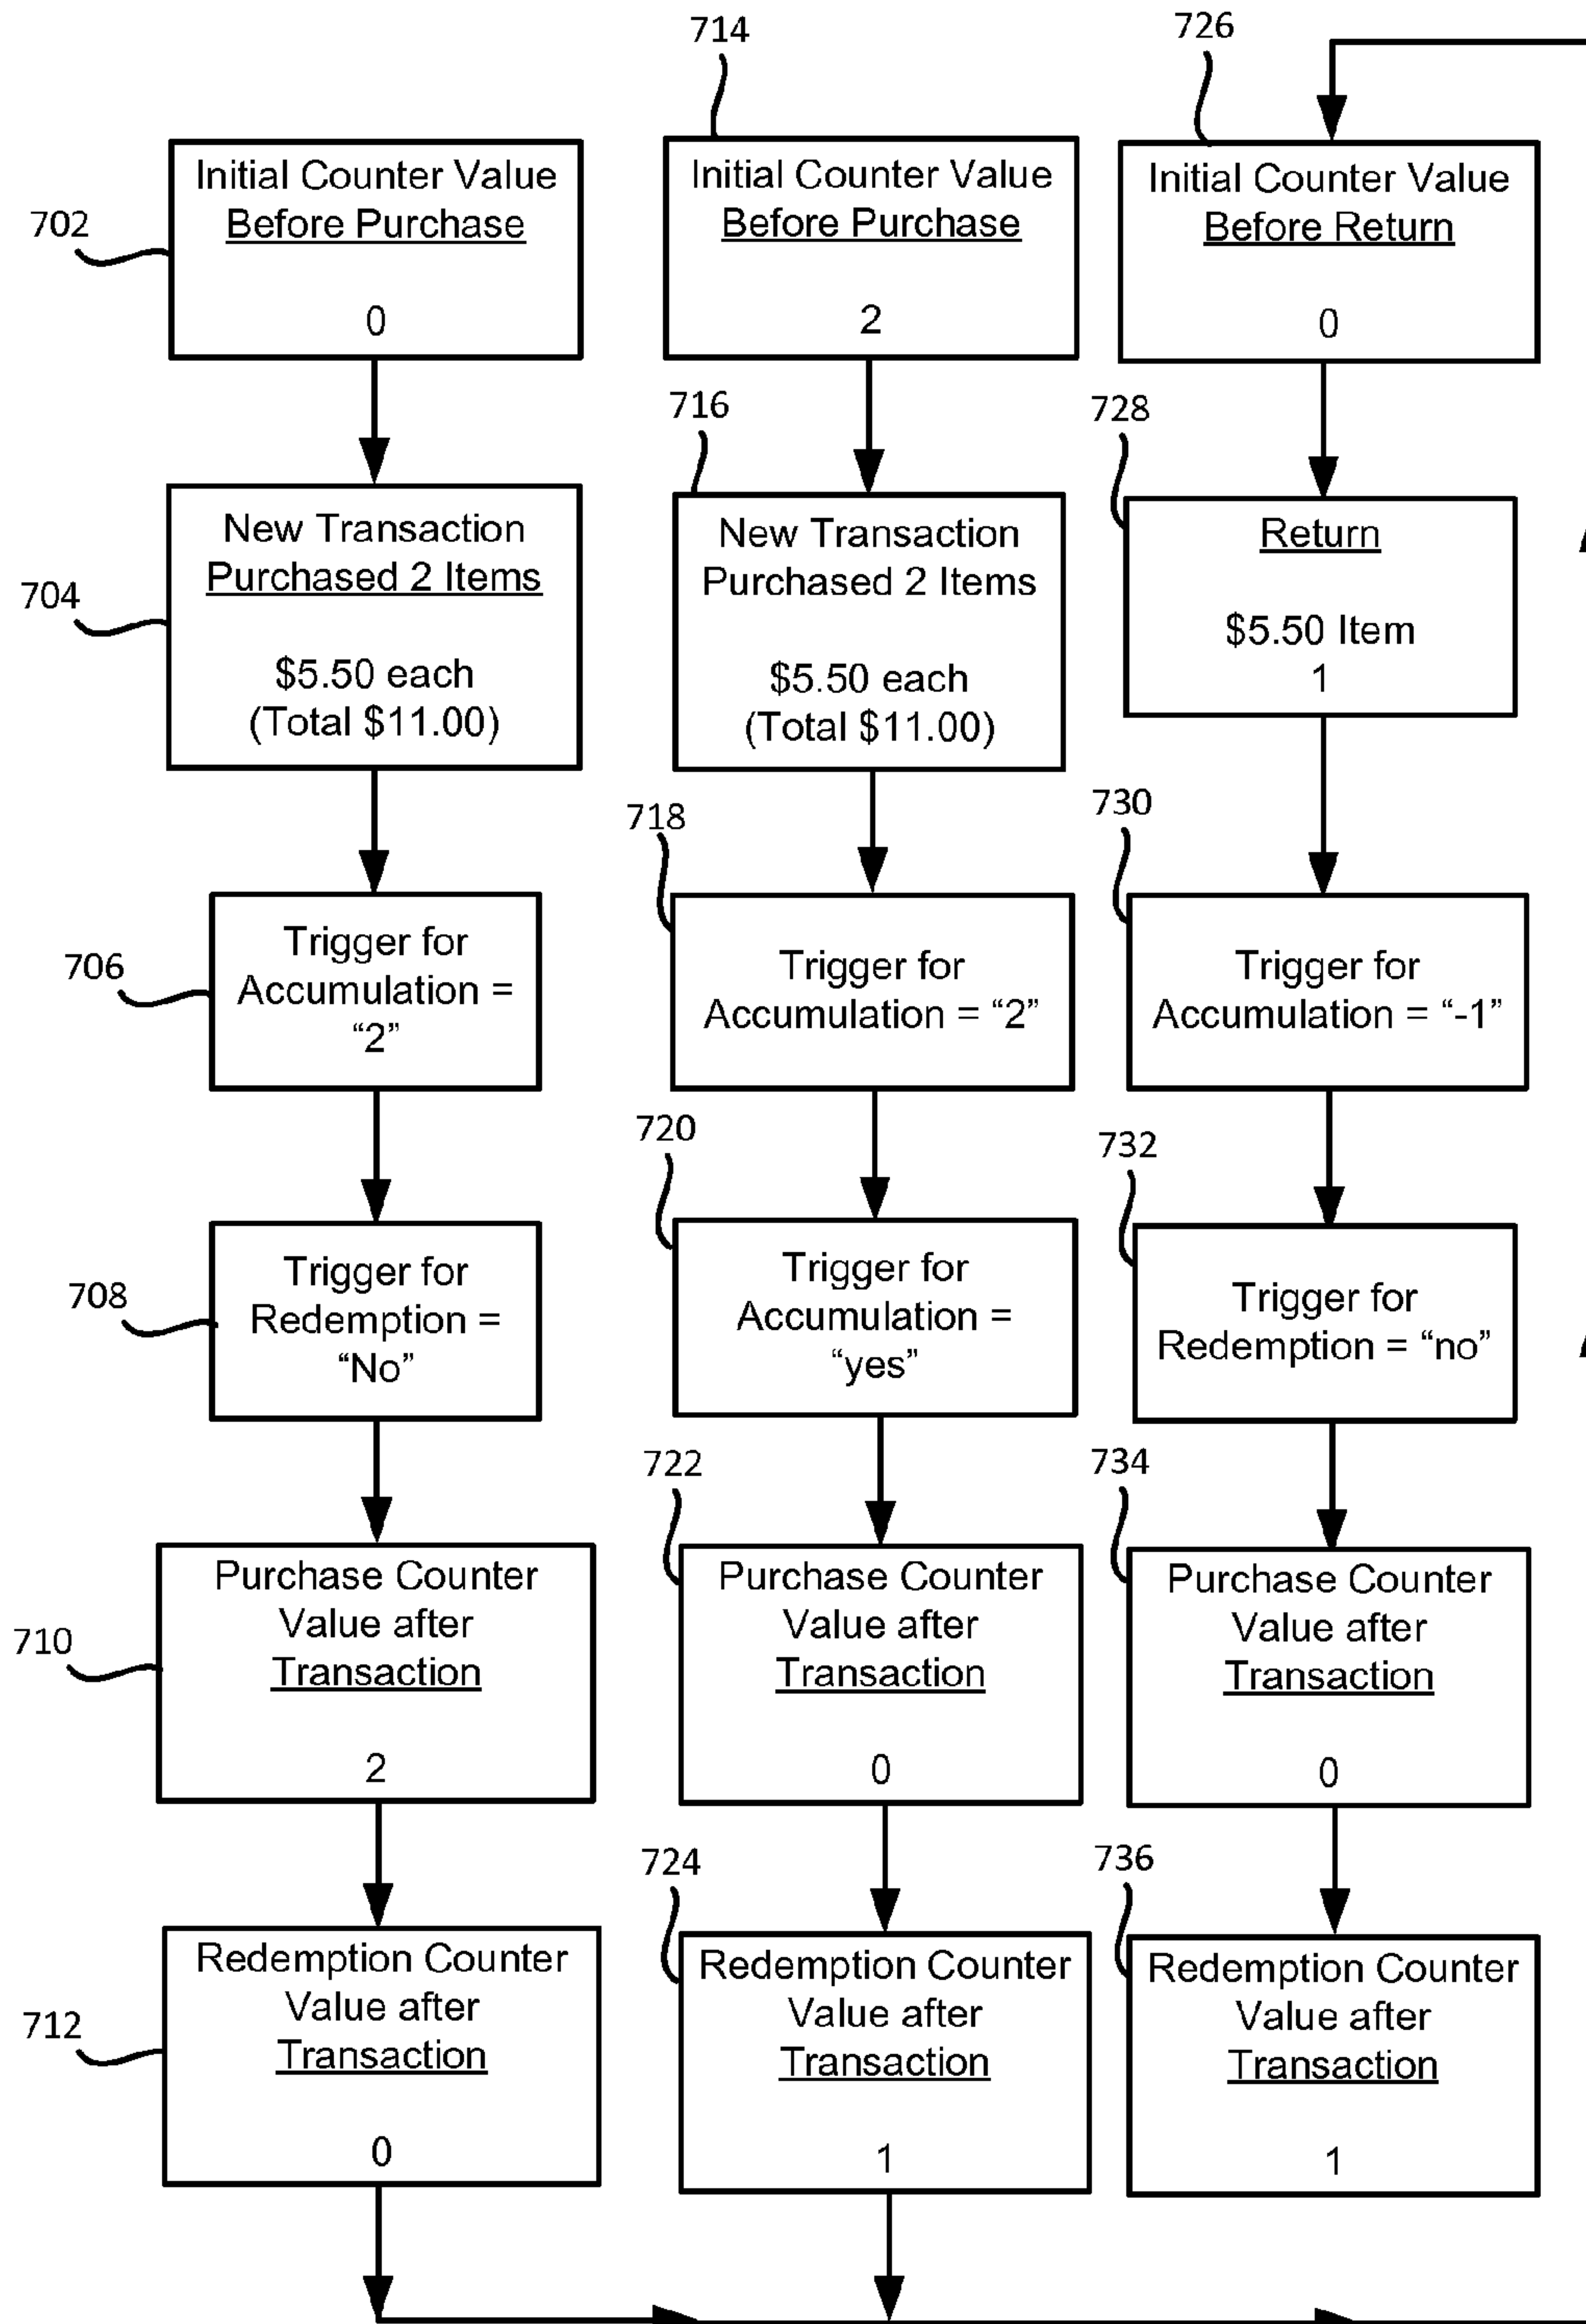 702
Initial Counter Value
Before Purchase
0
704
New Transaction
Purchased 2 Items
$5.50 each
(Total $11.00)
706
Trigger for
Accumulation =
“2”
708
Trigger for
Redemption =
“No”
710
Purchase Counter
Value after
Transaction
2
712
Redemption Counter
Value after
Transaction
0
714
Initial Counter Value
Before Purchase
2
716
New Transaction
Purchased 2 Items
$5.50 each
(Total $11.00)
718
Trigger for
Accumulation = “2”
720
Trigger for
Accumulation =
“yes”
722
Purchase Counter
Value after
Transaction
0
724
Redemption Counter
Value after
Transaction
1
726
Initial Counter Value
Before Return
0
728
Return
$5.50 Item
1
730
Trigger for
Accumulation = “-1”
732
Trigger for
Redemption = “no”
734
Purchase Counter
Value after
Transaction
0
736
Redemption Counter
Value after
Transaction
1